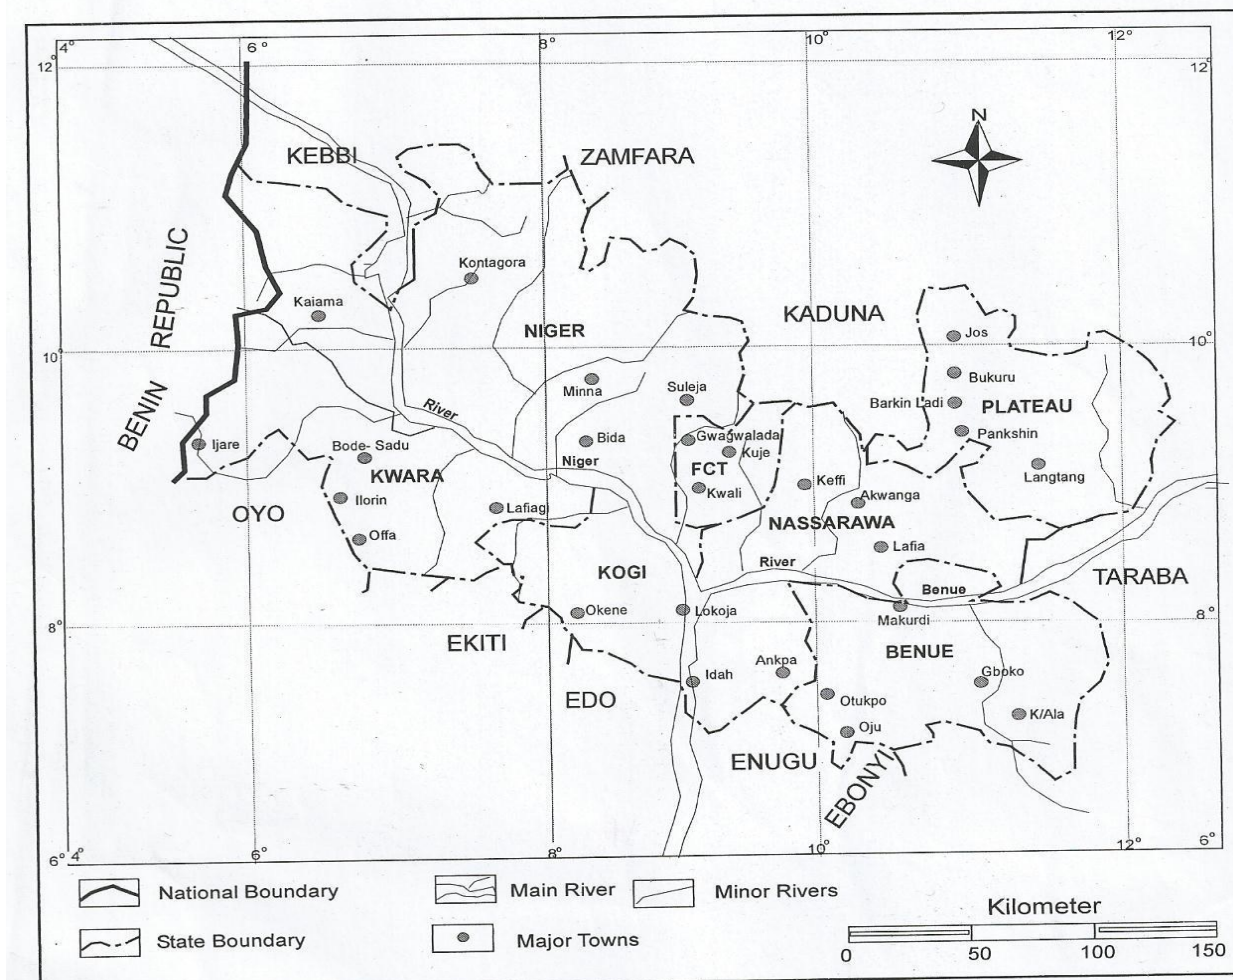 4° 6° 8° 10° 12°
12° 12°
N
KEBBI ZAMFARA
BENIN REPUBLIC
Kontagora
Kaiama
NIGER
KADUNA
Jos
10° 10°
Minna
Suleja
Bukuru
Barkin Ladi
PLATEAU
River
Ijare
Bode- Sadu
Bida
Gwagwalada
Pankshin
KWARA
Niger
Kuje
FCT
Langtang
Ilorin
Kwali
Keffi
Akwanga
OYO
Lafiagi
NASSARAWA
Offa
Lafia
KOGI
River
TARABA
Benue
Okene
Lokoja
Makurdi
8° 8°
EKITI
BENUE
Ankpa
Gboko
Idah
EDO
Otukpo
K/Ala
Oju
ENUGU
EBONYI
6° 4° 6° 8° 10° 12° 6°
National Boundary
Main River
Minor Rivers
State Boundary
Major Towns
Kilometer
0 50 100 150